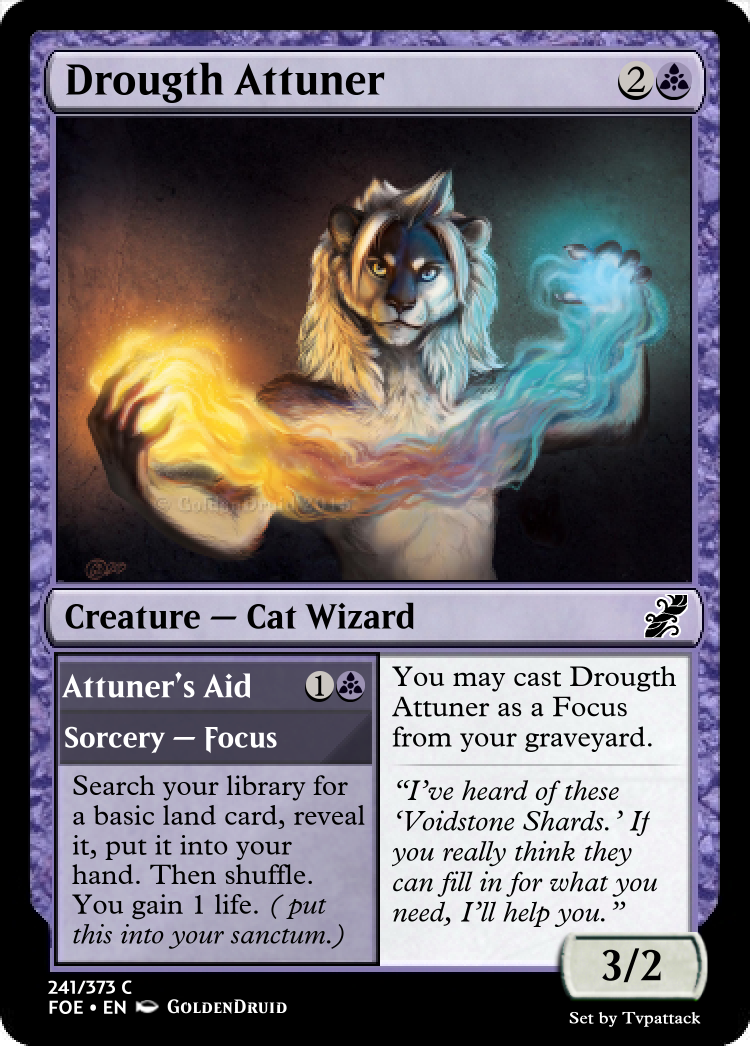 Drougth Attuner
2
© GoldenDruid 2015
Creature — Cat Wizard
Attuner's Aid
1
Sorcery — Focus
Search your library for
a basic land card, reveal
it, put it into your
hand. Then shuffle.
You gain 1 life. ( put
this into your sanctum.)
You may cast Drougth
Attuner as a Focus
from your graveyard.
“I've heard of these
‘Voidstone Shards.’ If
you really think they
can fill in for what you
need, I'll help you.”
3/2
241/373 C
FOE • EN GoldenDruid
Set by Tvpattack